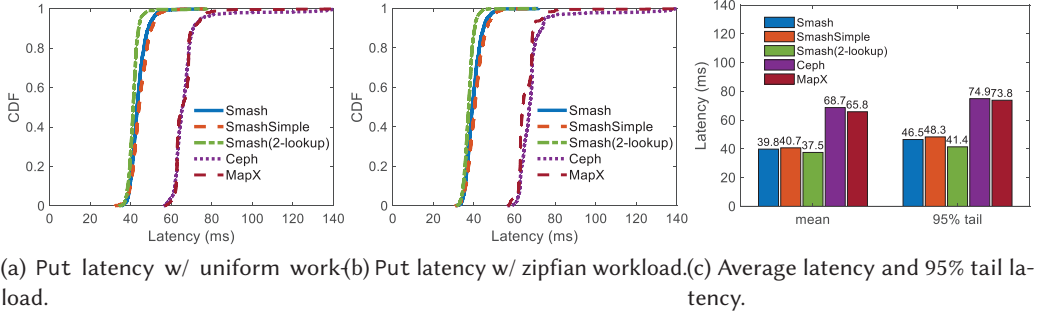 1
0.8
0.6
0.4
0.2
0
CDF
Smash
SmashSimple
Smash(2-lookup)
Ceph
MapX
0 20 40 60 80 100 120 140
Latency (ms)
(a) Put latency w/ uniform work-
load.
1
0.8
0.6
0.4
0.2
0
CDF
Smash
SmashSimple
Smash(2-lookup)
Ceph
MapX
0 20 40 60 80 100 120 140
Latency (ms)
(b) Put latency w/ zipfian workload.
140
120
100
80
60
40
20
0
Latency (ms)
Smash
SmashSimple
Smash(2-lookup)
Ceph
MapX
39.8 40.7 37.5 68.7 65.8
46.5 48.3 41.4 74.9 73.8
mean 95% tail
(c) Average latency and 95% tail la-
tency.